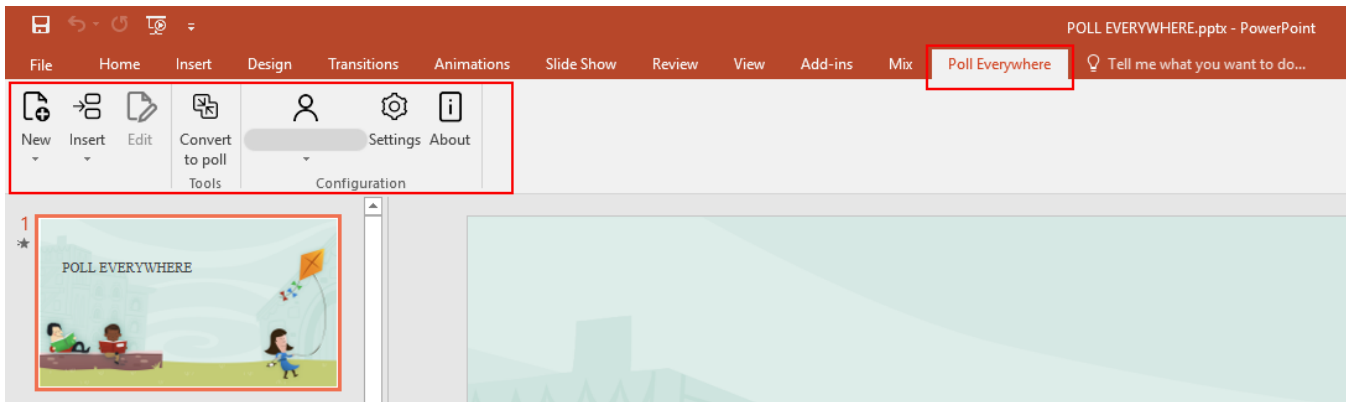 POLL EVERYWHERE.pptx - PowerPoint
File Home Insert Design Transitions Animations Slide Show Review View Add-ins Mix Poll Everywhere Tell me what you want to do...
New Insert Edit Convert to poll Settings About
Tools Configuration
1
POLL EVERYWHERE